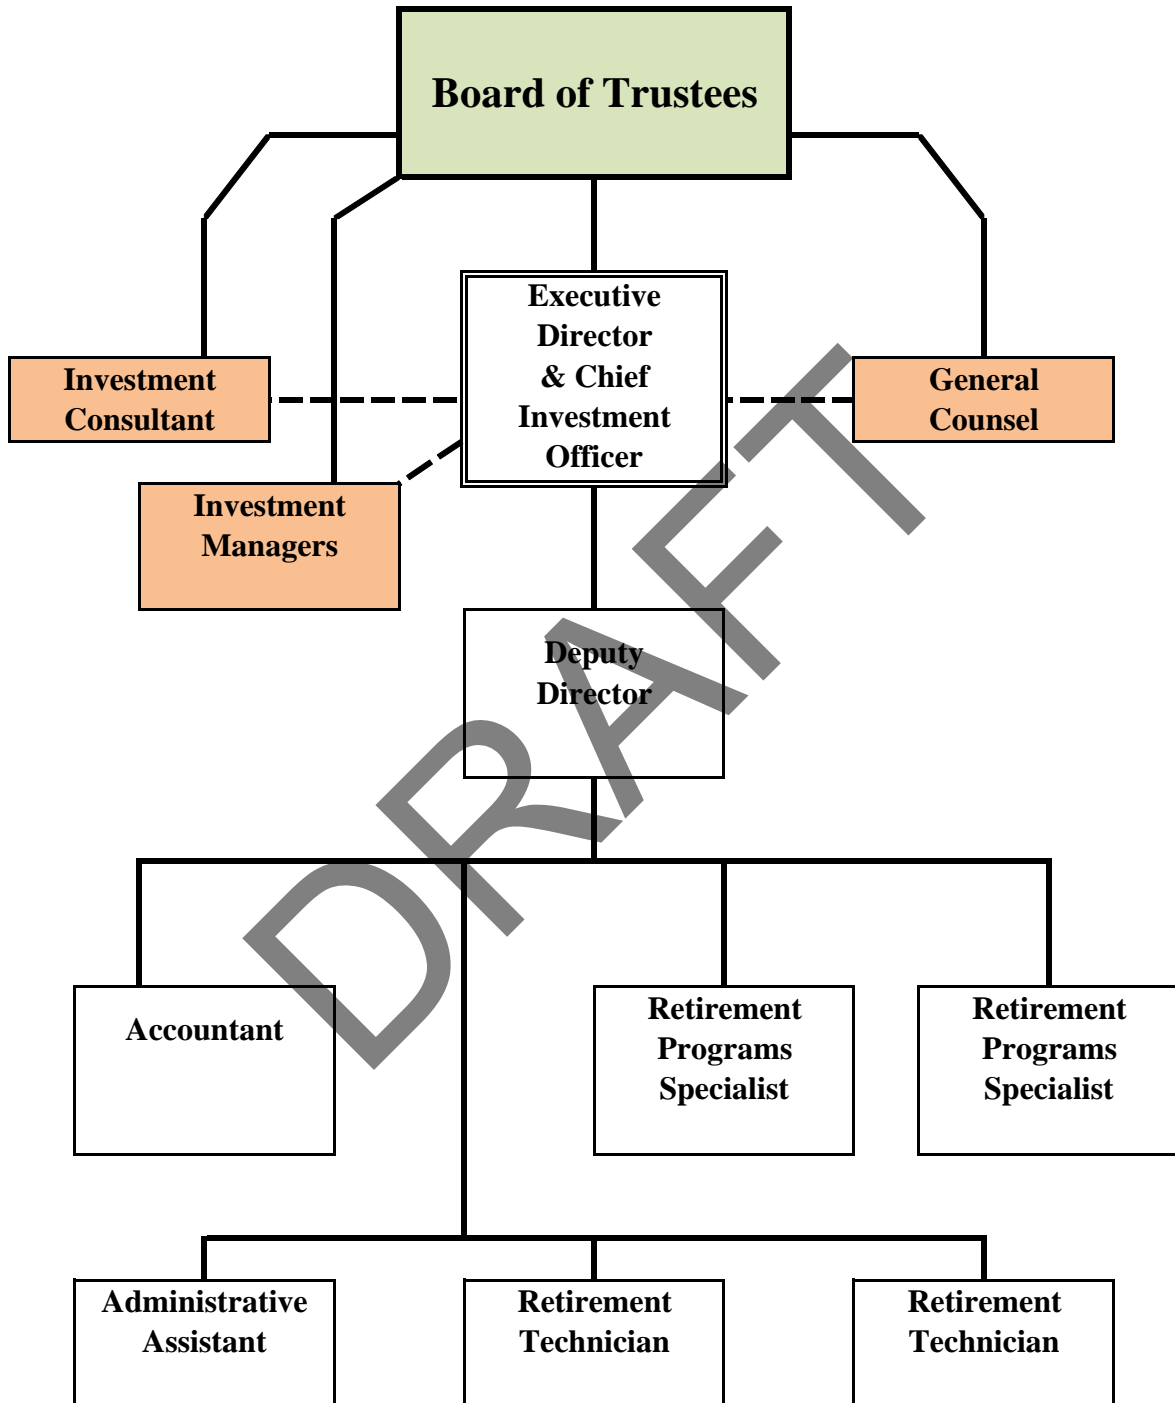 Board of Trustees
Executive
Director
& Chief
Investment
Officer
Investment
Consultant
General
Counsel
Investment
Managers
Deputy
Director
DRAFT
Accountant
Retirement
Programs
Specialist
Retirement
Programs
Specialist
Administrative
Assistant
Retirement
Technician
Retirement
Technician